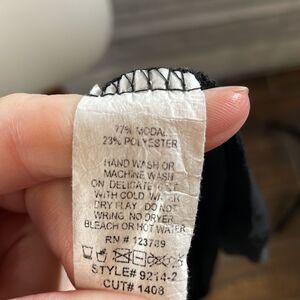 77% MODAL
23% POLYESTER
HAND WASH OR
MACHINE WASH
ON DELICATE
WITH COLD WATER
DRY FLAY DO NOT
WRING NO DRYER
BLEACH OR HOT WATER
RN # 123789
STYLE# 9214-2
CUT# 1408